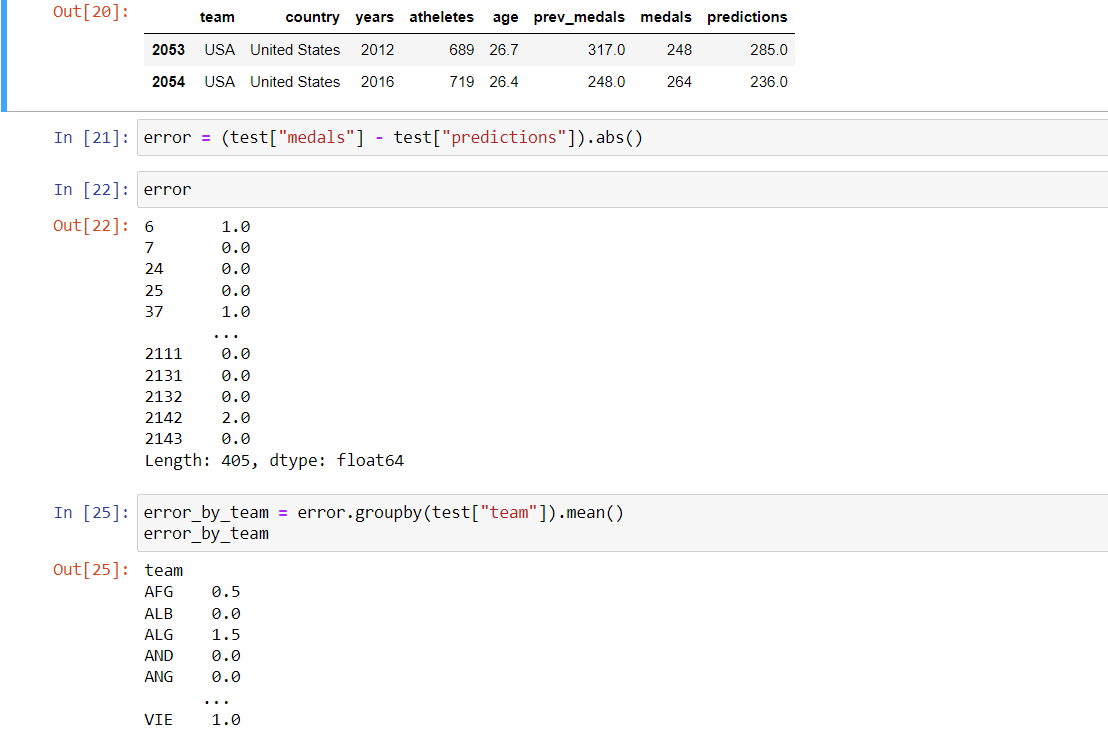 Out[20]:
team country years atheletes age prev_medals medals predictions
2053 USA United States 2012 689 26.7 317.0 248 285.0
2054 USA United States 2016 719 26.4 248.0 264 236.0
In [21]: error = (test["medals"] - test["predictions"]).abs()
In [22]: error
Out[22]: 6 1.0
7 0.0
24 0.0
25 0.0
37 1.0
...
2111 0.0
2131 0.0
2132 0.0
2142 2.0
2143 0.0
Length: 405, dtype: float64
In [25]: error_by_team = error.groupby(test["team"]).mean()
error_by_team
Out[25]: team
AFG 0.5
ALB 0.0
ALG 1.5
AND 0.0
ANG 0.0
...
VIE 1.0